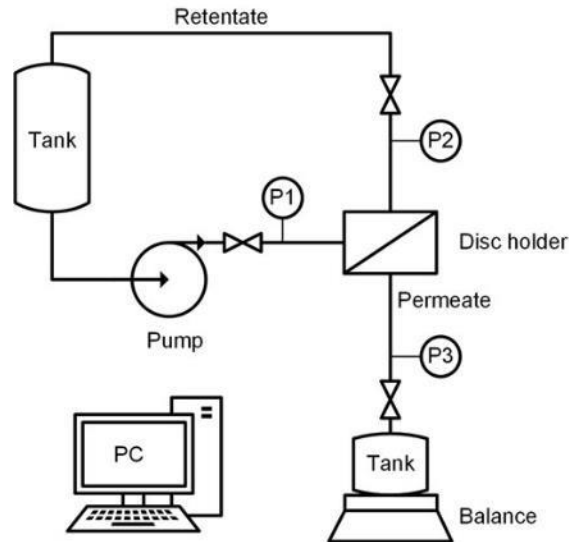 Retentate
Tank
P2
P1
Disc holder
Permeate
Pump
P3
PC
Tank
Balance